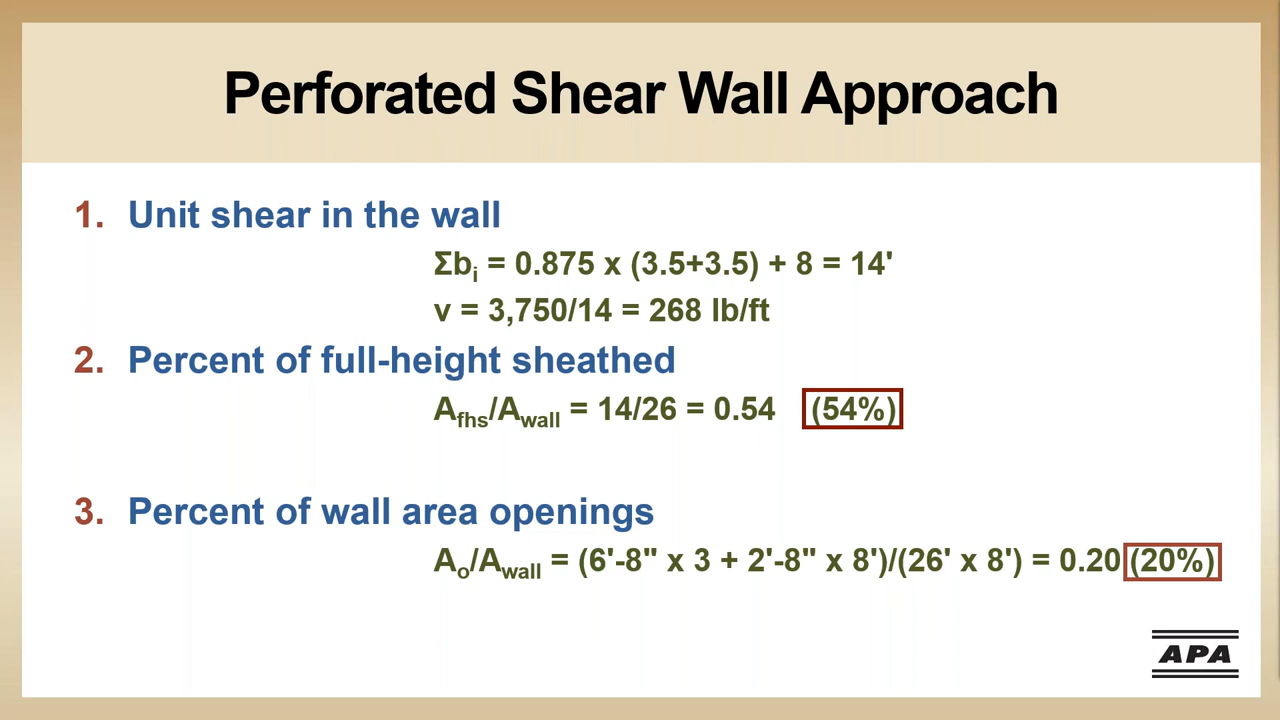 Perforated Shear Wall Approach
1. Unit shear in the wall
Σbi = 0.875 x (3.5+3.5) + 8 = 14'
v = 3,750/14 = 268 lb/ft
2. Percent of full-height sheathed
Afhs/Awall = 14/26 = 0.54 (54%)
3. Percent of wall area openings
Ao/Awall = (6'-8" x 3 + 2'-8" x 8')/(26' x 8') = 0.20 (20%)
APA